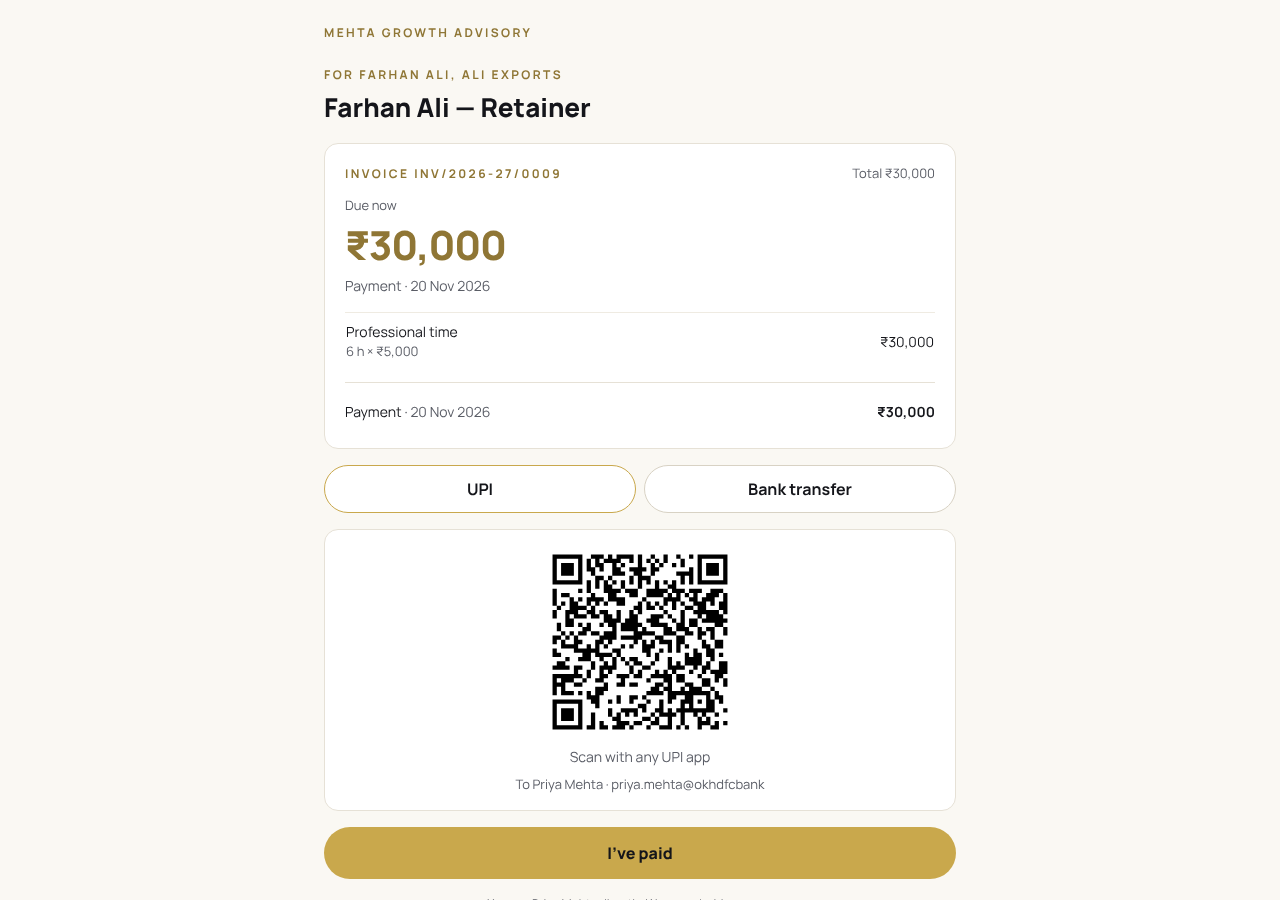 MEHTA GROWTH ADVISORY
FOR FARHAN ALI, ALI EXPORTS
Farhan Ali — Retainer
INVOICE INV/2026-27/0009
Total ₹30,000
Due now
₹30,000
Payment · 20 Nov 2026
Professional time
6 h × ₹5,000
₹30,000
Payment · 20 Nov 2026
₹30,000
UPI
Bank transfer
Scan with any UPI app
To Priya Mehta · priya.mehta@okhdfcbank
I've paid